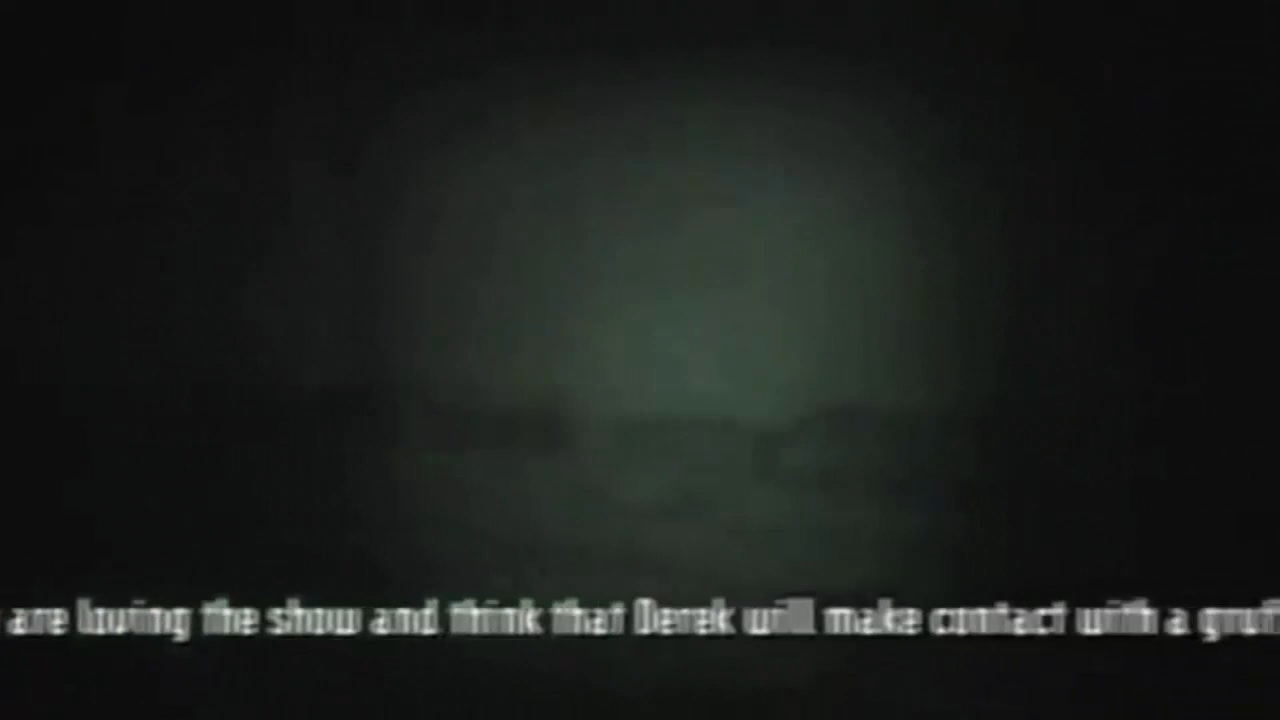 are loving the show and think that Derek will make contact with a